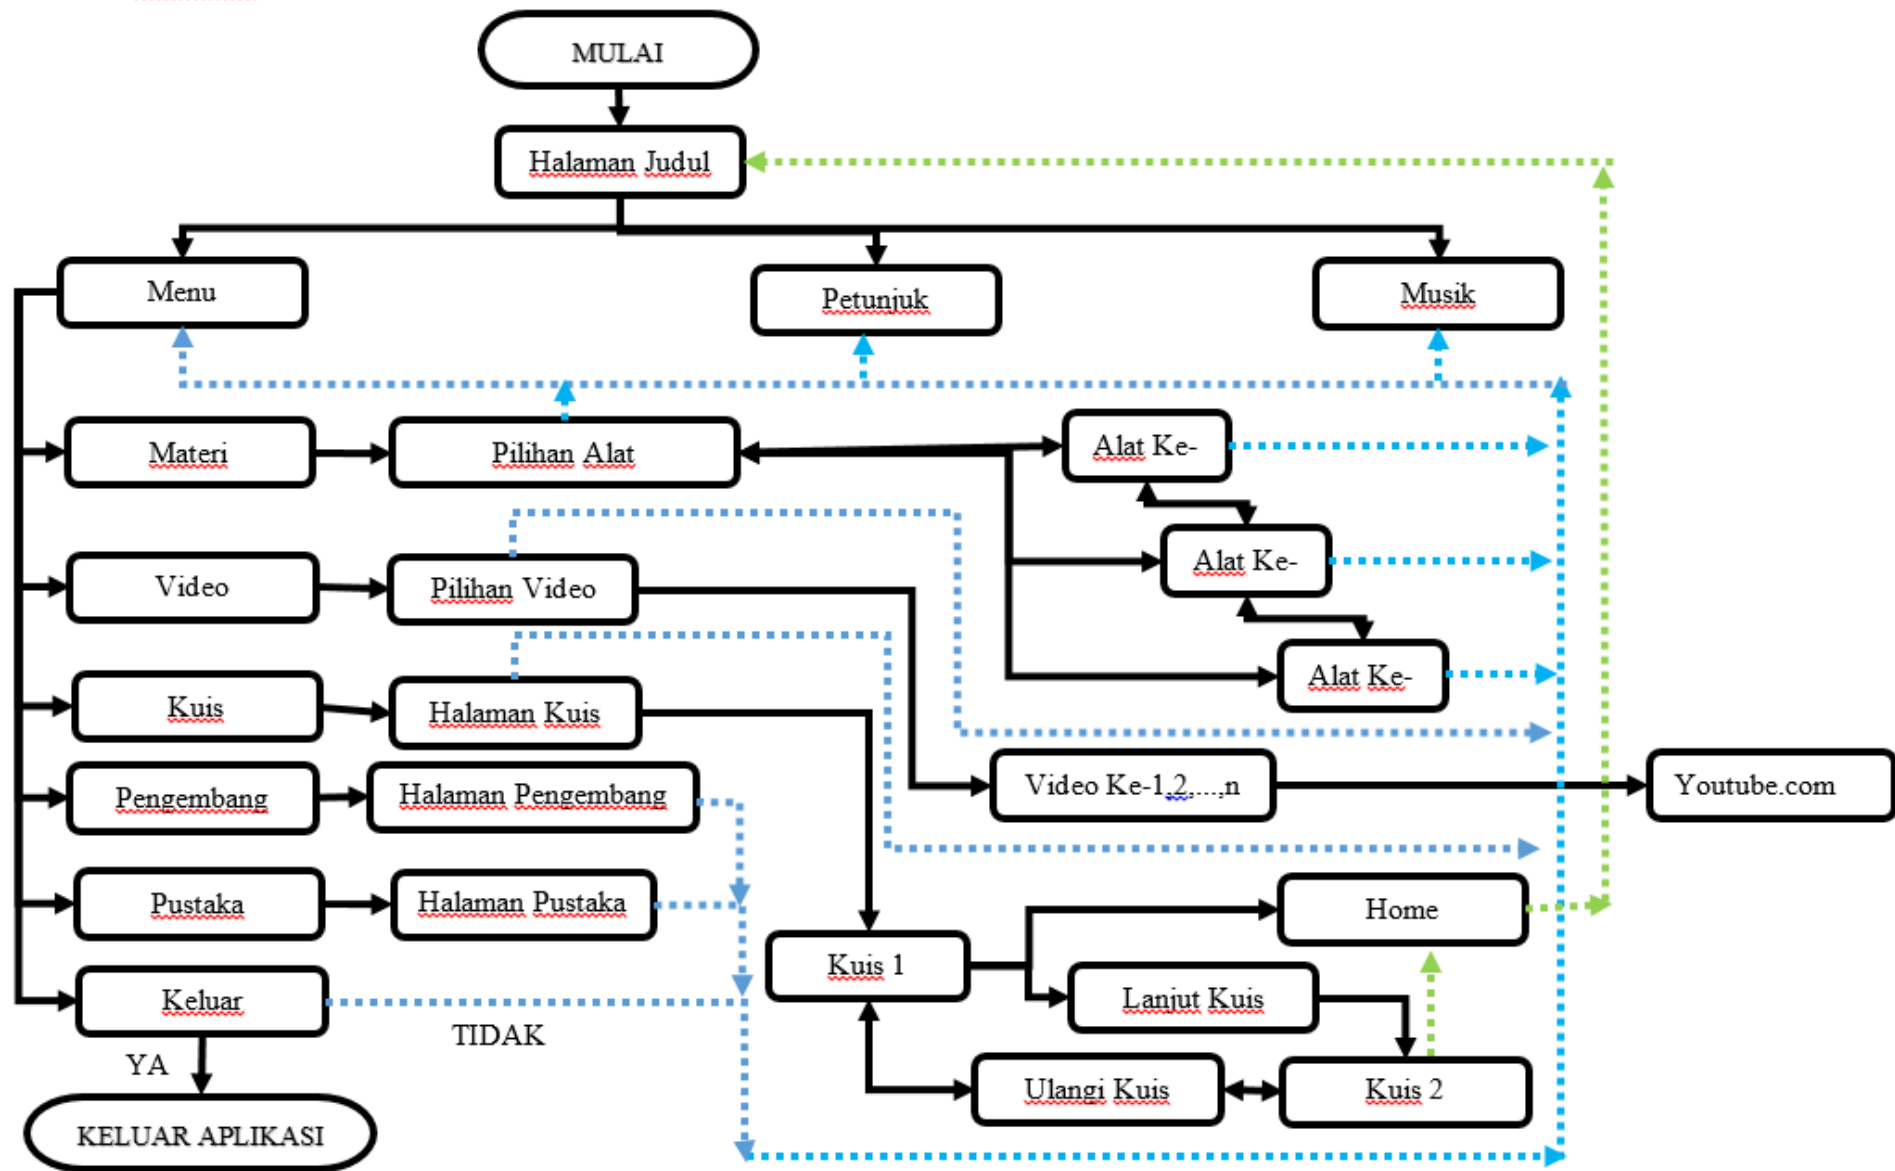 MULAI
Halaman Judul
Menu
Petunjuk
Musik
Materi
Pilihan Alat
Alat Ke-
Alat Ke-
Alat Ke-
Video
Pilihan Video
Kuis
Halaman Kuis
Video Ke-1,2,...,n
Youtube.com
Pengembang
Halaman Pengembang
Pustaka
Halaman Pustaka
Home
Kuis 1
Keluar
Lanjut Kuis
TIDAK
YA
Ulangi Kuis
Kuis 2
KELUAR APLIKASI